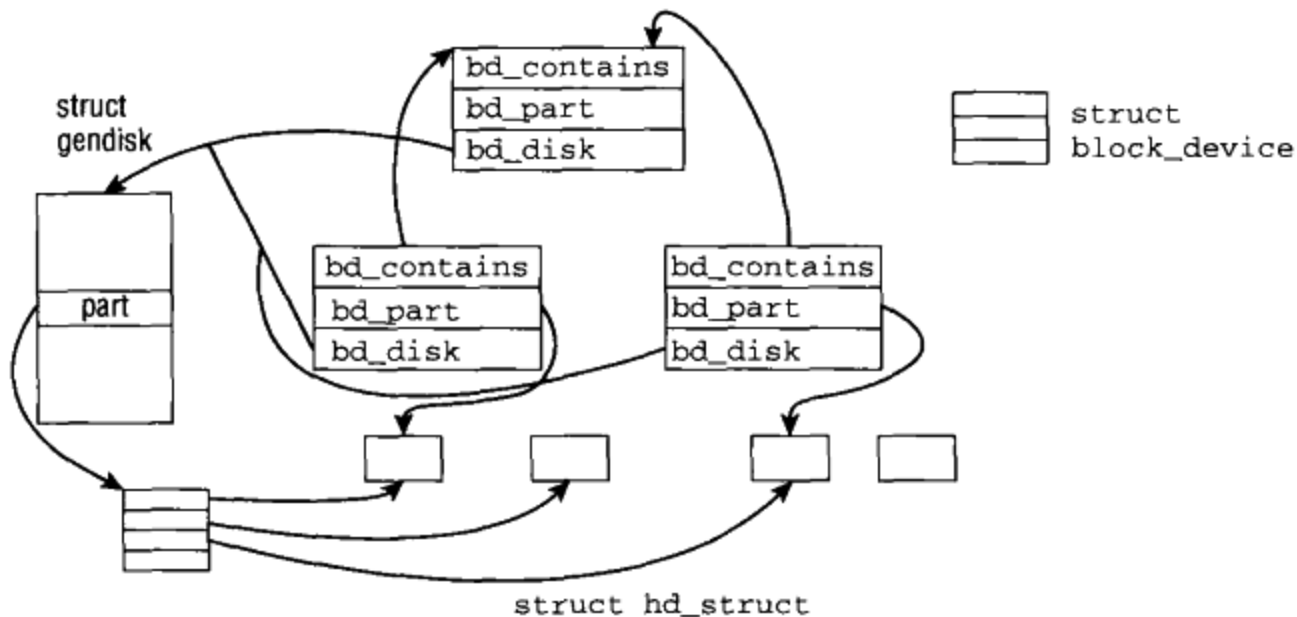 bd_contains
bd_part
bd_disk
struct
gendisk
struct
block_device
part
bd_contains
bd_part
bd_disk
bd_contains
bd_part
bd_disk
struct hd_struct